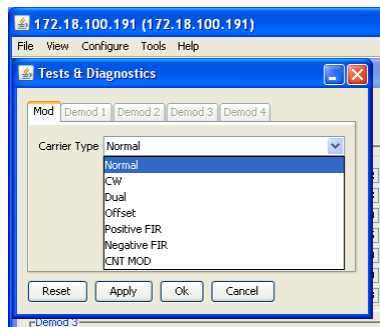 172.18.100.191 (172.18.100.191)
File View Configure Tools Help
Tests & Diagnostics
Mod Demod 1 Demod 2 Demod 3 Demod 4
Carrier Type Normal
Normal
CW
Dual
Offset
Positive FIR
Negative FIR
CNT MOD
Reset Apply Ok Cancel
Demod 3